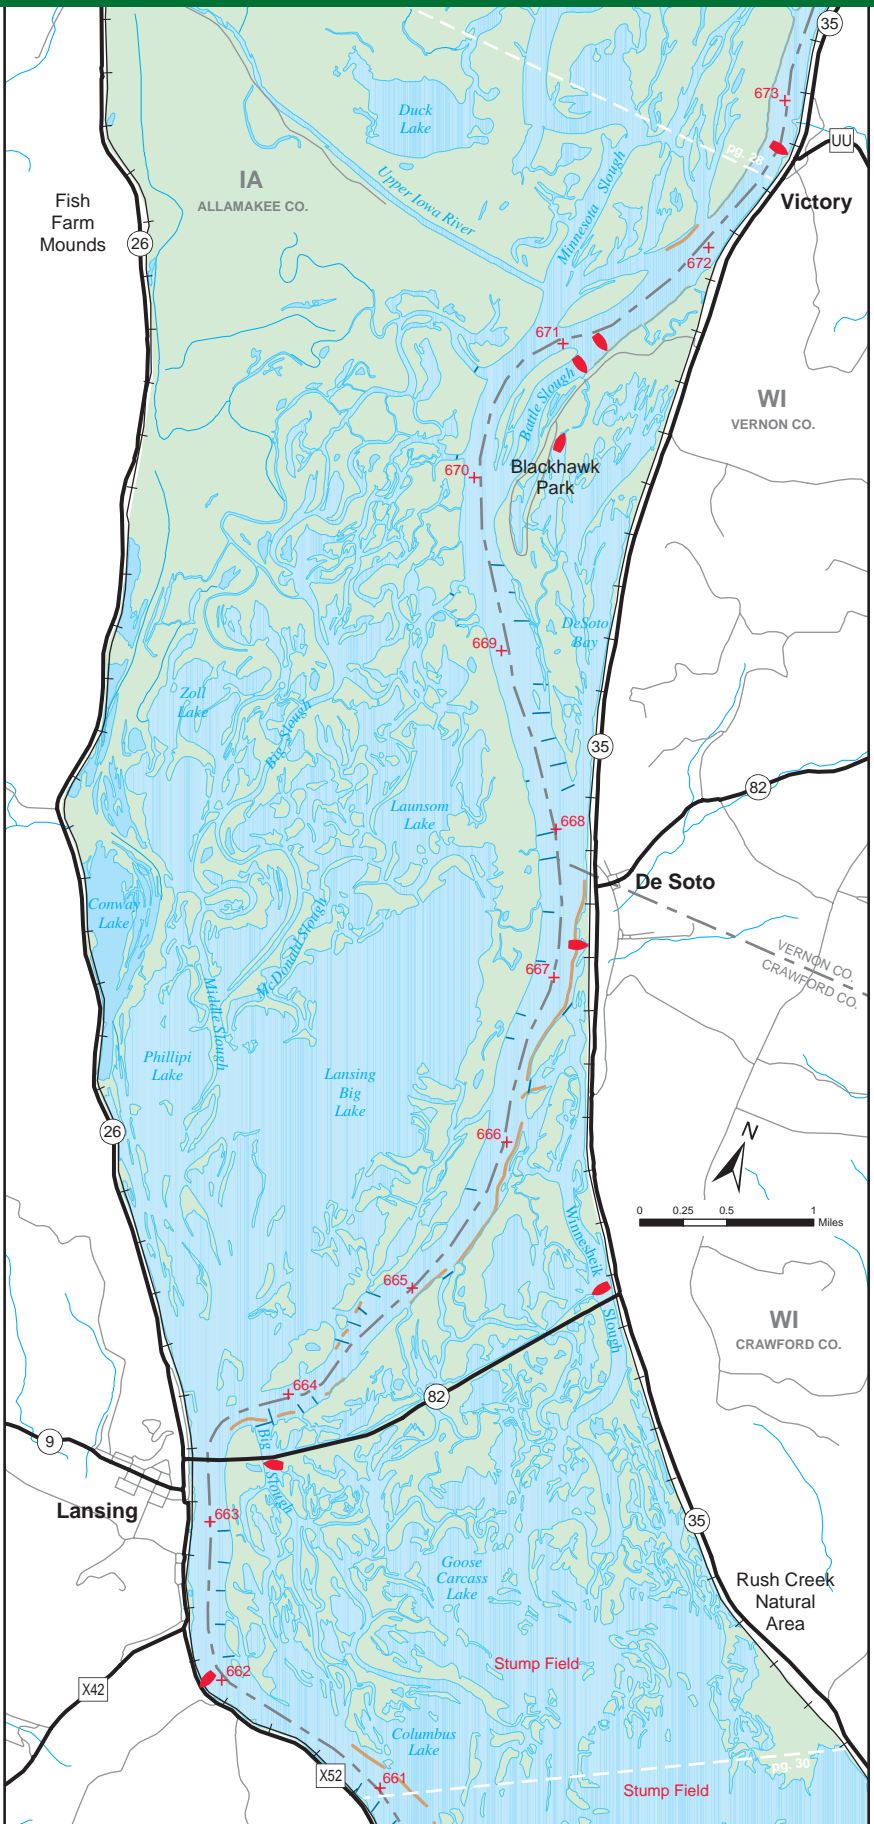 35
673
UU
pg. 28
Victory
Duck
Lake
IA
ALLAMAKEE CO.
Fish
Farm
Mounds
26
Upper Iowa River
Minnesota Slough
672
671
Battle Slough
WI
VERNON CO.
670
Blackhawk
Park
DeSoto
Bay
669
Zoll
Lake
Big Slough
35
82
Launsom
Lake
668
De Soto
Conway
Lake
McDonald Slough
VERNON CO.
CRAWFORD CO.
667
Middle Slough
Phillipi
Lake
Lansing
Big
Lake
26
666
N
0
0.25
0.5
1
Miles
Winnesheik
Slough
665
WI
CRAWFORD CO.
664
82
9
Big
Slough
Lansing
663
35
Goose
Carcass
Lake
Rush Creek
Natural
Area
Stump Field
662
X42
Columbus
Lake
X52
661
pg. 30
Stump Field